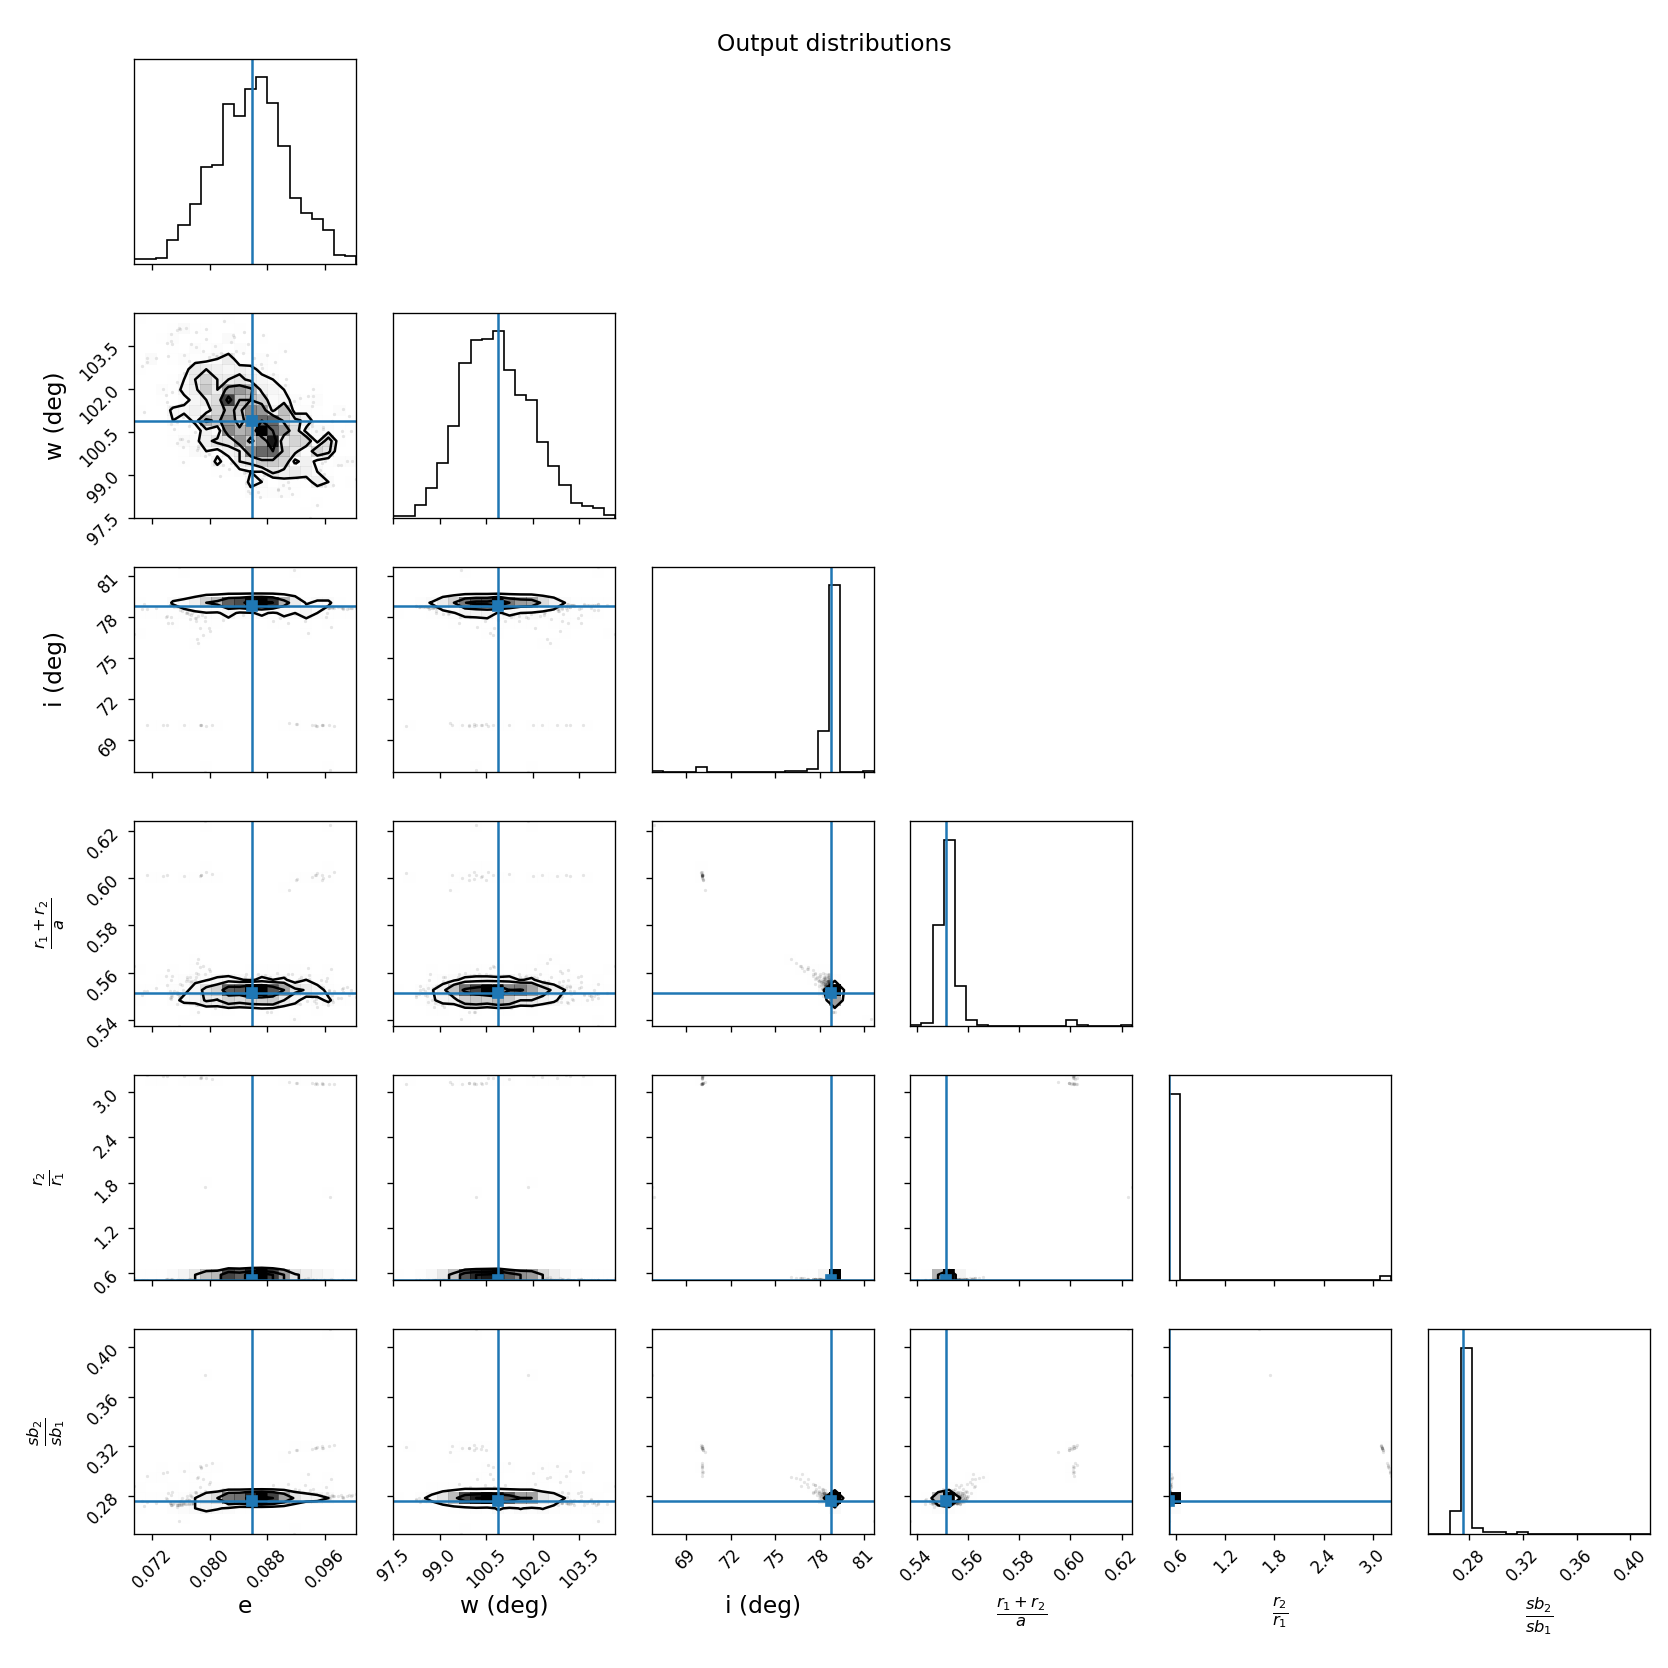 Output distributions
w (deg)
103.5
102.0
100.5
99.0
97.5
i (deg)
81
78
75
72
69
r₁ + r₂
a
0.62
0.60
0.58
0.56
0.54
r₂
r₁
3.0
2.4
1.8
1.2
0.6
sb₂
sb₁
0.40
0.36
0.32
0.28
0.072 0.080 0.088 0.096 97.5 99.0 100.5 102.0 103.5 69 72 75 78 81 0.54 0.56 0.58 0.60 0.62 0.6 1.2 1.8 2.4 3.0 0.28 0.32 0.36 0.40
e
w (deg)
i (deg)
r₁ + r₂
a
r₂
r₁
sb₂
sb₁